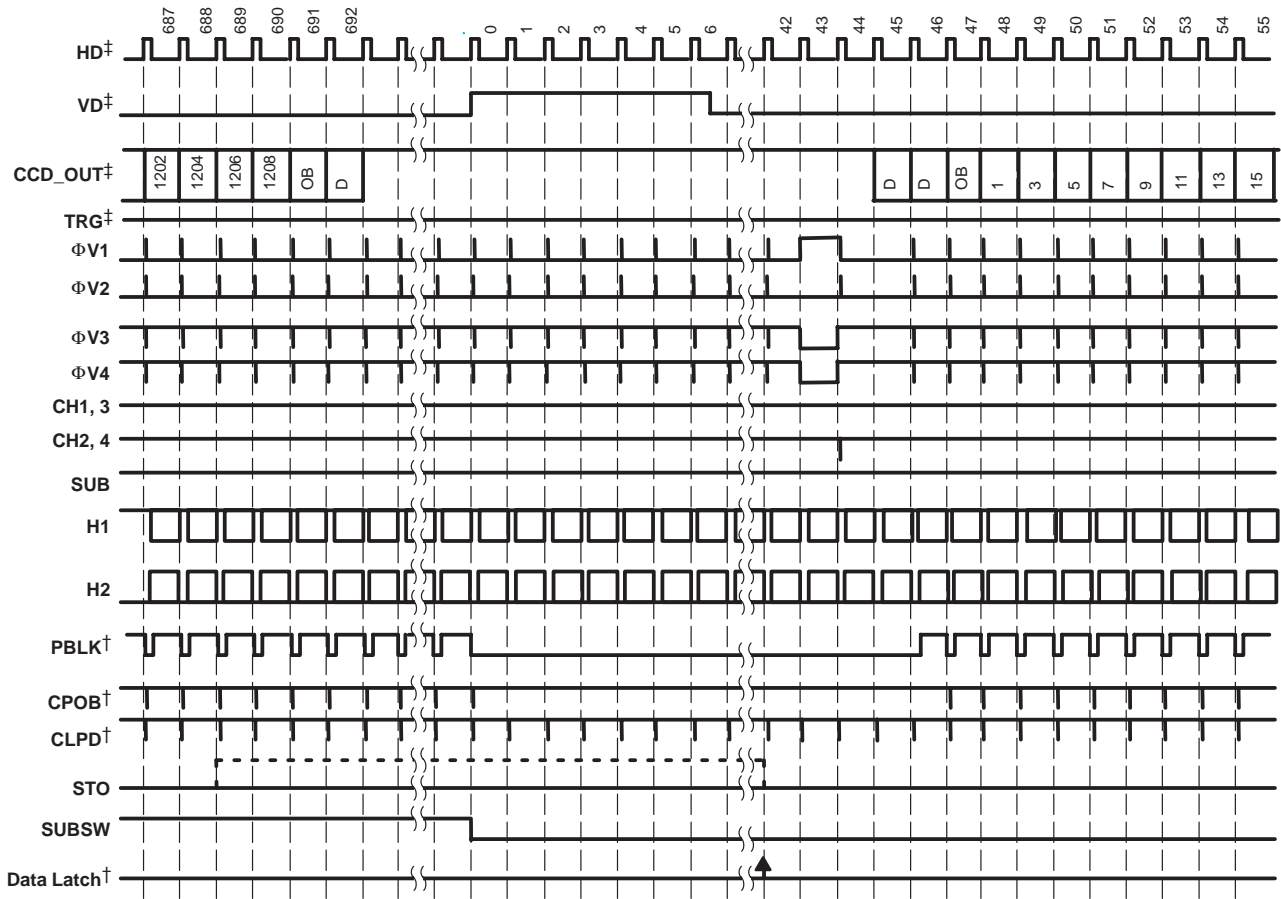 687 688 689 690 691 692 0 1 2 3 4 5 6 42 43 44 45 46 47 48 49 50 51 52 53 54 55
HD‡
VD‡
CCD_OUT‡ 1202 1204 1206 1208 OB D D D OB 1 3 5 7 9 11 13 15
TRG‡
ΦV1
ΦV2
ΦV3
ΦV4
CH1, 3
CH2, 4
SUB
H1
H2
PBLK†
CPOB†
CLPD†
STO
SUBSW
Data Latch†